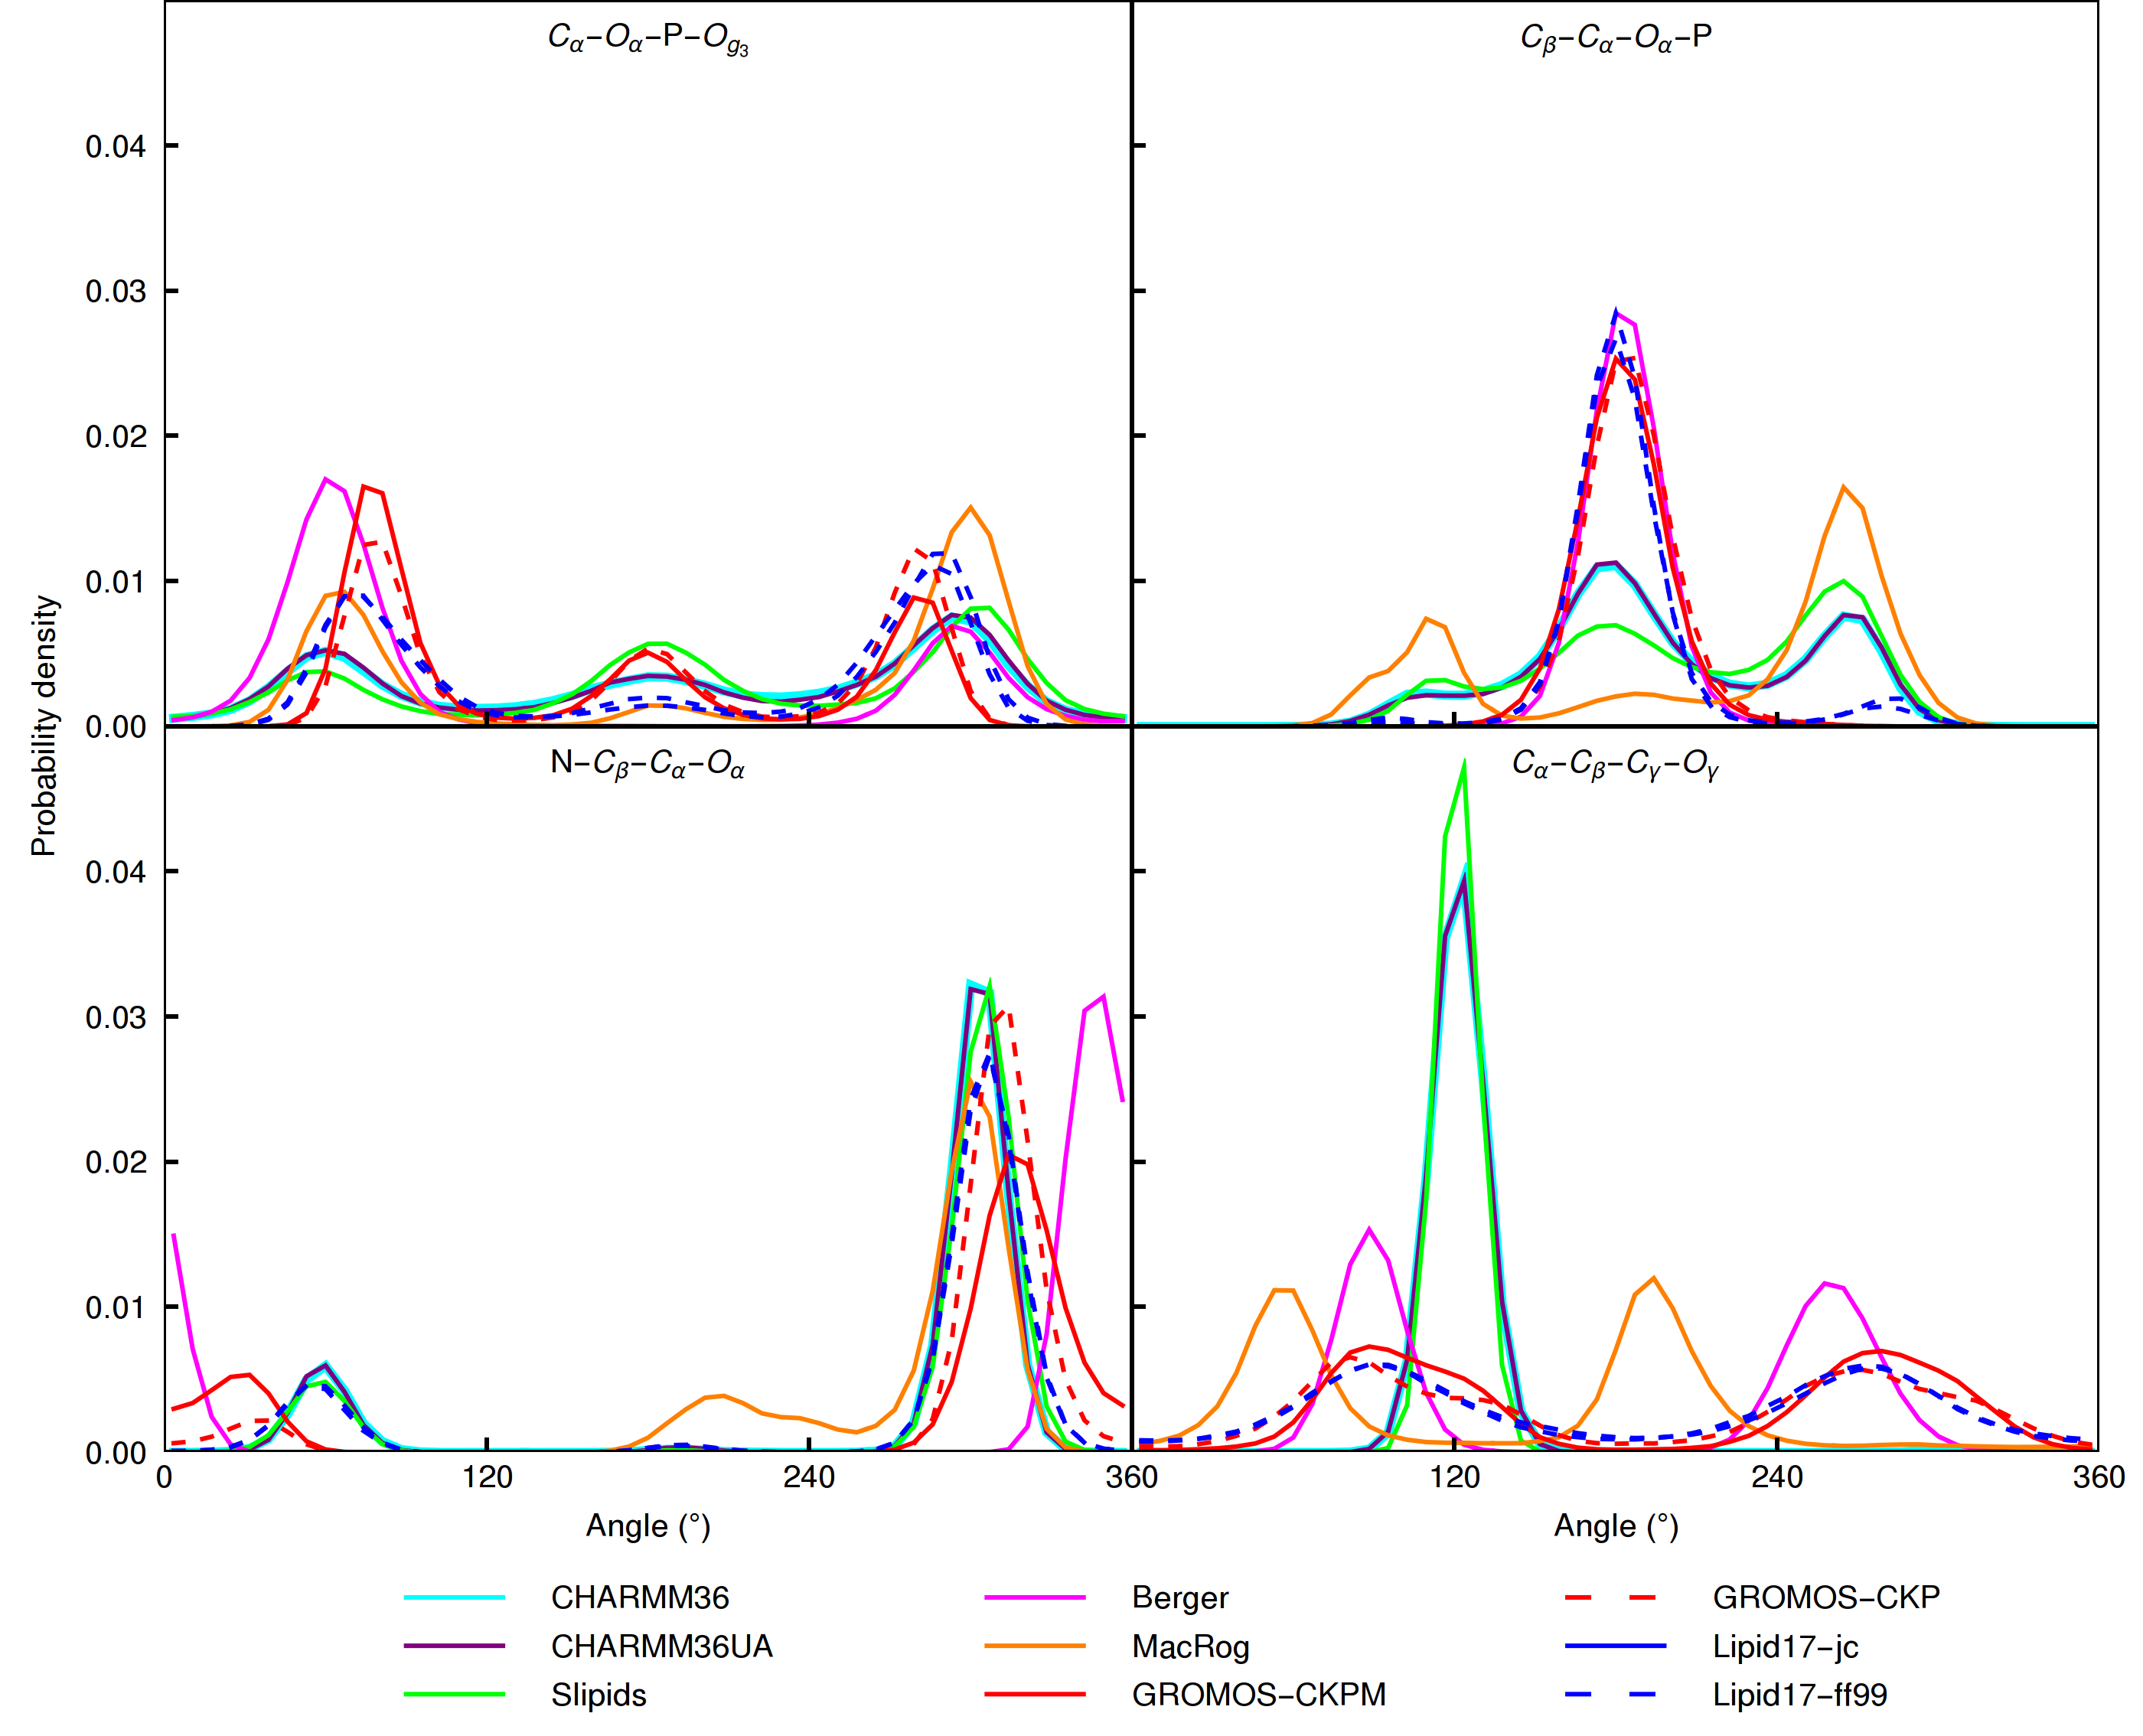 Cα−Oα−P−Og3
Cβ−Cα−Oα−P
0.04
0.03
0.02
0.01
0.00
N−Cβ−Cα−Oα
Cα−Cβ−Cγ−Oγ
Probability density
0.04
0.03
0.02
0.01
0.00
0 120 240 360 120 240 360
Angle (°) Angle (°)
CHARMM36 Berger GROMOS−CKP
CHARMM36UA MacRog Lipid17−jc
Slipids GROMOS−CKPM Lipid17−ff99